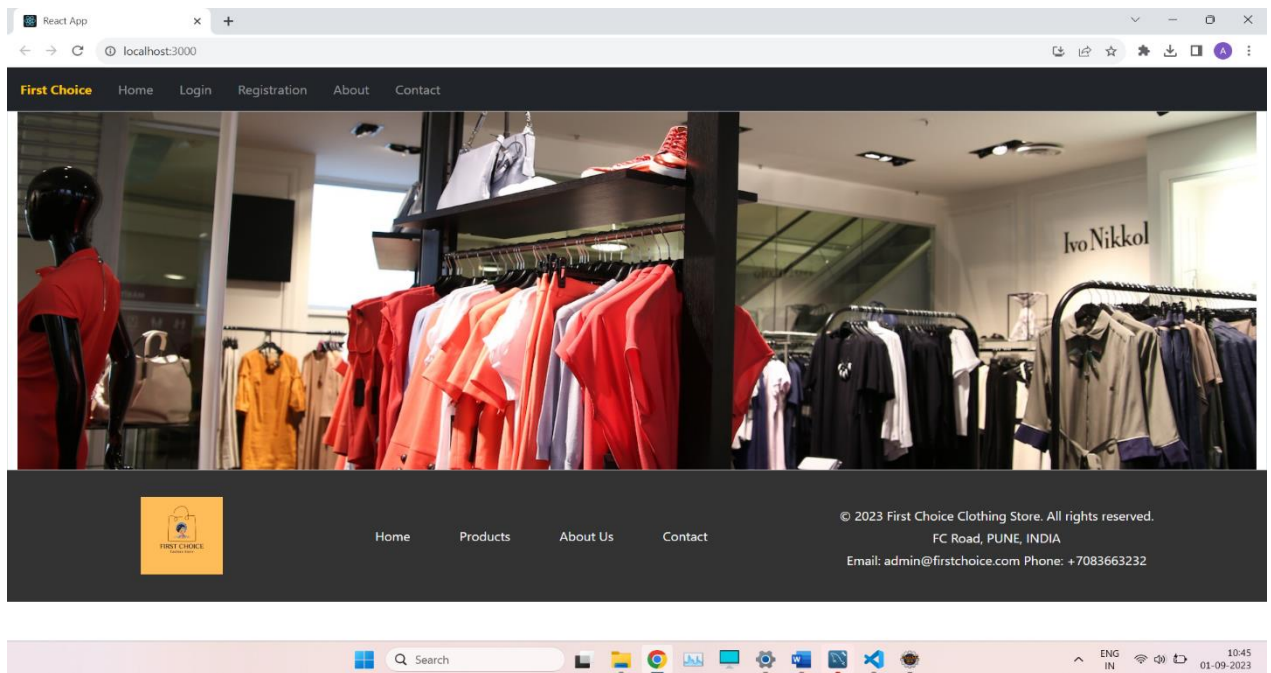 React App
localhost:3000
A
First Choice Home Login Registration About Contact
Ivo Nikkol
FIRST CHOICE
Home Products About Us Contact
© 2023 First Choice Clothing Store. All rights reserved.
FC Road, PUNE, INDIA
Email: admin@firstchoice.com Phone: +7083663232
Search
ENG
IN
10:45
01-09-2023